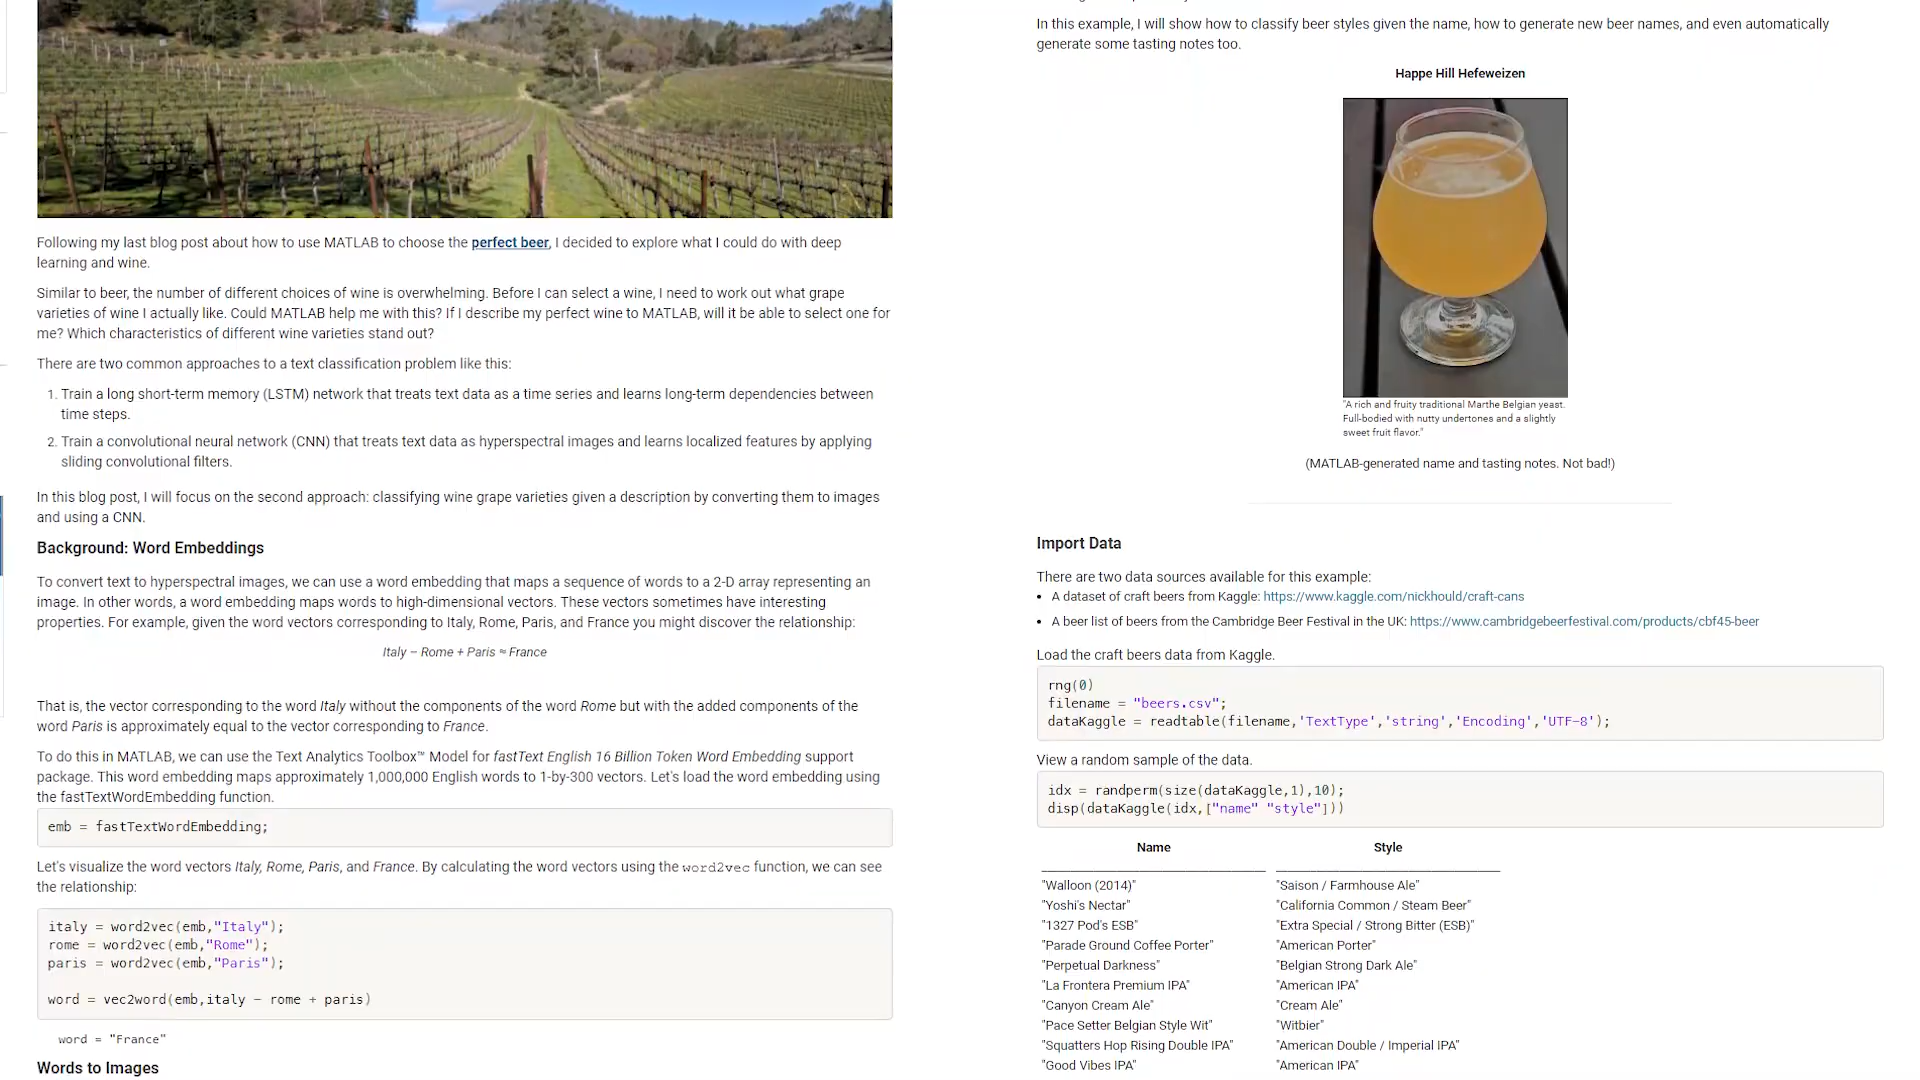 Following my last blog post about how to use MATLAB to choose the perfect beer, I decided to explore what I could do with deep
learning and wine.
Similar to beer, the number of different choices of wine is overwhelming. Before I can select a wine, I need to work out what grape
varieties of wine I actually like. Could MATLAB help me with this? If I describe my perfect wine to MATLAB, will it be able to select one for
me? Which characteristics of different wine varieties stand out?
There are two common approaches to a text classification problem like this:
1. Train a long short-term memory (LSTM) network that treats text data as a time series and learns long-term dependencies between
time steps.
2. Train a convolutional neural network (CNN) that treats text data as hyperspectral images and learns localized features by applying
sliding convolutional filters.
In this blog post, I will focus on the second approach: classifying wine grape varieties given a description by converting them to images
and using a CNN.
Background: Word Embeddings
To convert text to hyperspectral images, we can use a word embedding that maps a sequence of words to a 2-D array representing an
image. In other words, a word embedding maps words to high-dimensional vectors. These vectors sometimes have interesting
properties. For example, given the word vectors corresponding to Italy, Rome, Paris, and France you might discover the relationship:
Italy – Rome + Paris ≈ France
That is, the vector corresponding to the word Italy without the components of the word Rome but with the added components of the
word Paris is approximately equal to the vector corresponding to France.
To do this in MATLAB, we can use the Text Analytics Toolbox™ Model for fastText English 16 Billion Token Word Embedding support
package. This word embedding maps approximately 1,000,000 English words to 1-by-300 vectors. Let's load the word embedding using
the fastTextWordEmbedding function.
emb = fastTextWordEmbedding;
Let's visualize the word vectors Italy, Rome, Paris, and France. By calculating the word vectors using the word2vec function, we can see
the relationship:
italy = word2vec(emb,"Italy");
rome = word2vec(emb,"Rome");
paris = word2vec(emb,"Paris");
word = vec2word(emb,italy - rome + paris)
word = "France"
Words to Images
In this example, I will show how to classify beer styles given the name, how to generate new beer names, and even automatically
generate some tasting notes too.
Happe Hill Hefeweizen
"A rich and fruity traditional Marthe Belgian yeast.
Full-bodied with nutty undertones and a slightly
sweet fruit flavor."
(MATLAB-generated name and tasting notes. Not bad!)
Import Data
There are two data sources available for this example:
• A dataset of craft beers from Kaggle: https://www.kaggle.com/nickhould/craft-cans
• A beer list of beers from the Cambridge Beer Festival in the UK: https://www.cambridgebeerfestival.com/products/cbf45-beer
Load the craft beers data from Kaggle.
rng(0)
filename = "beers.csv";
dataKaggle = readtable(filename,'TextType','string','Encoding','UTF-8');
View a random sample of the data.
idx = randperm(size(dataKaggle,1),10);
disp(dataKaggle(idx,["name" "style"]))
Name Style
"Walloon (2014)" "Saison / Farmhouse Ale"
"Yoshi's Nectar" "California Common / Steam Beer"
"1327 Pod's ESB" "Extra Special / Strong Bitter (ESB)"
"Parade Ground Coffee Porter" "American Porter"
"Perpetual Darkness" "Belgian Strong Dark Ale"
"La Frontera Premium IPA" "American IPA"
"Canyon Cream Ale" "Cream Ale"
"Pace Setter Belgian Style Wit" "Witbier"
"Squatters Hop Rising Double IPA" "American Double / Imperial IPA"
"Good Vibes IPA" "American IPA"